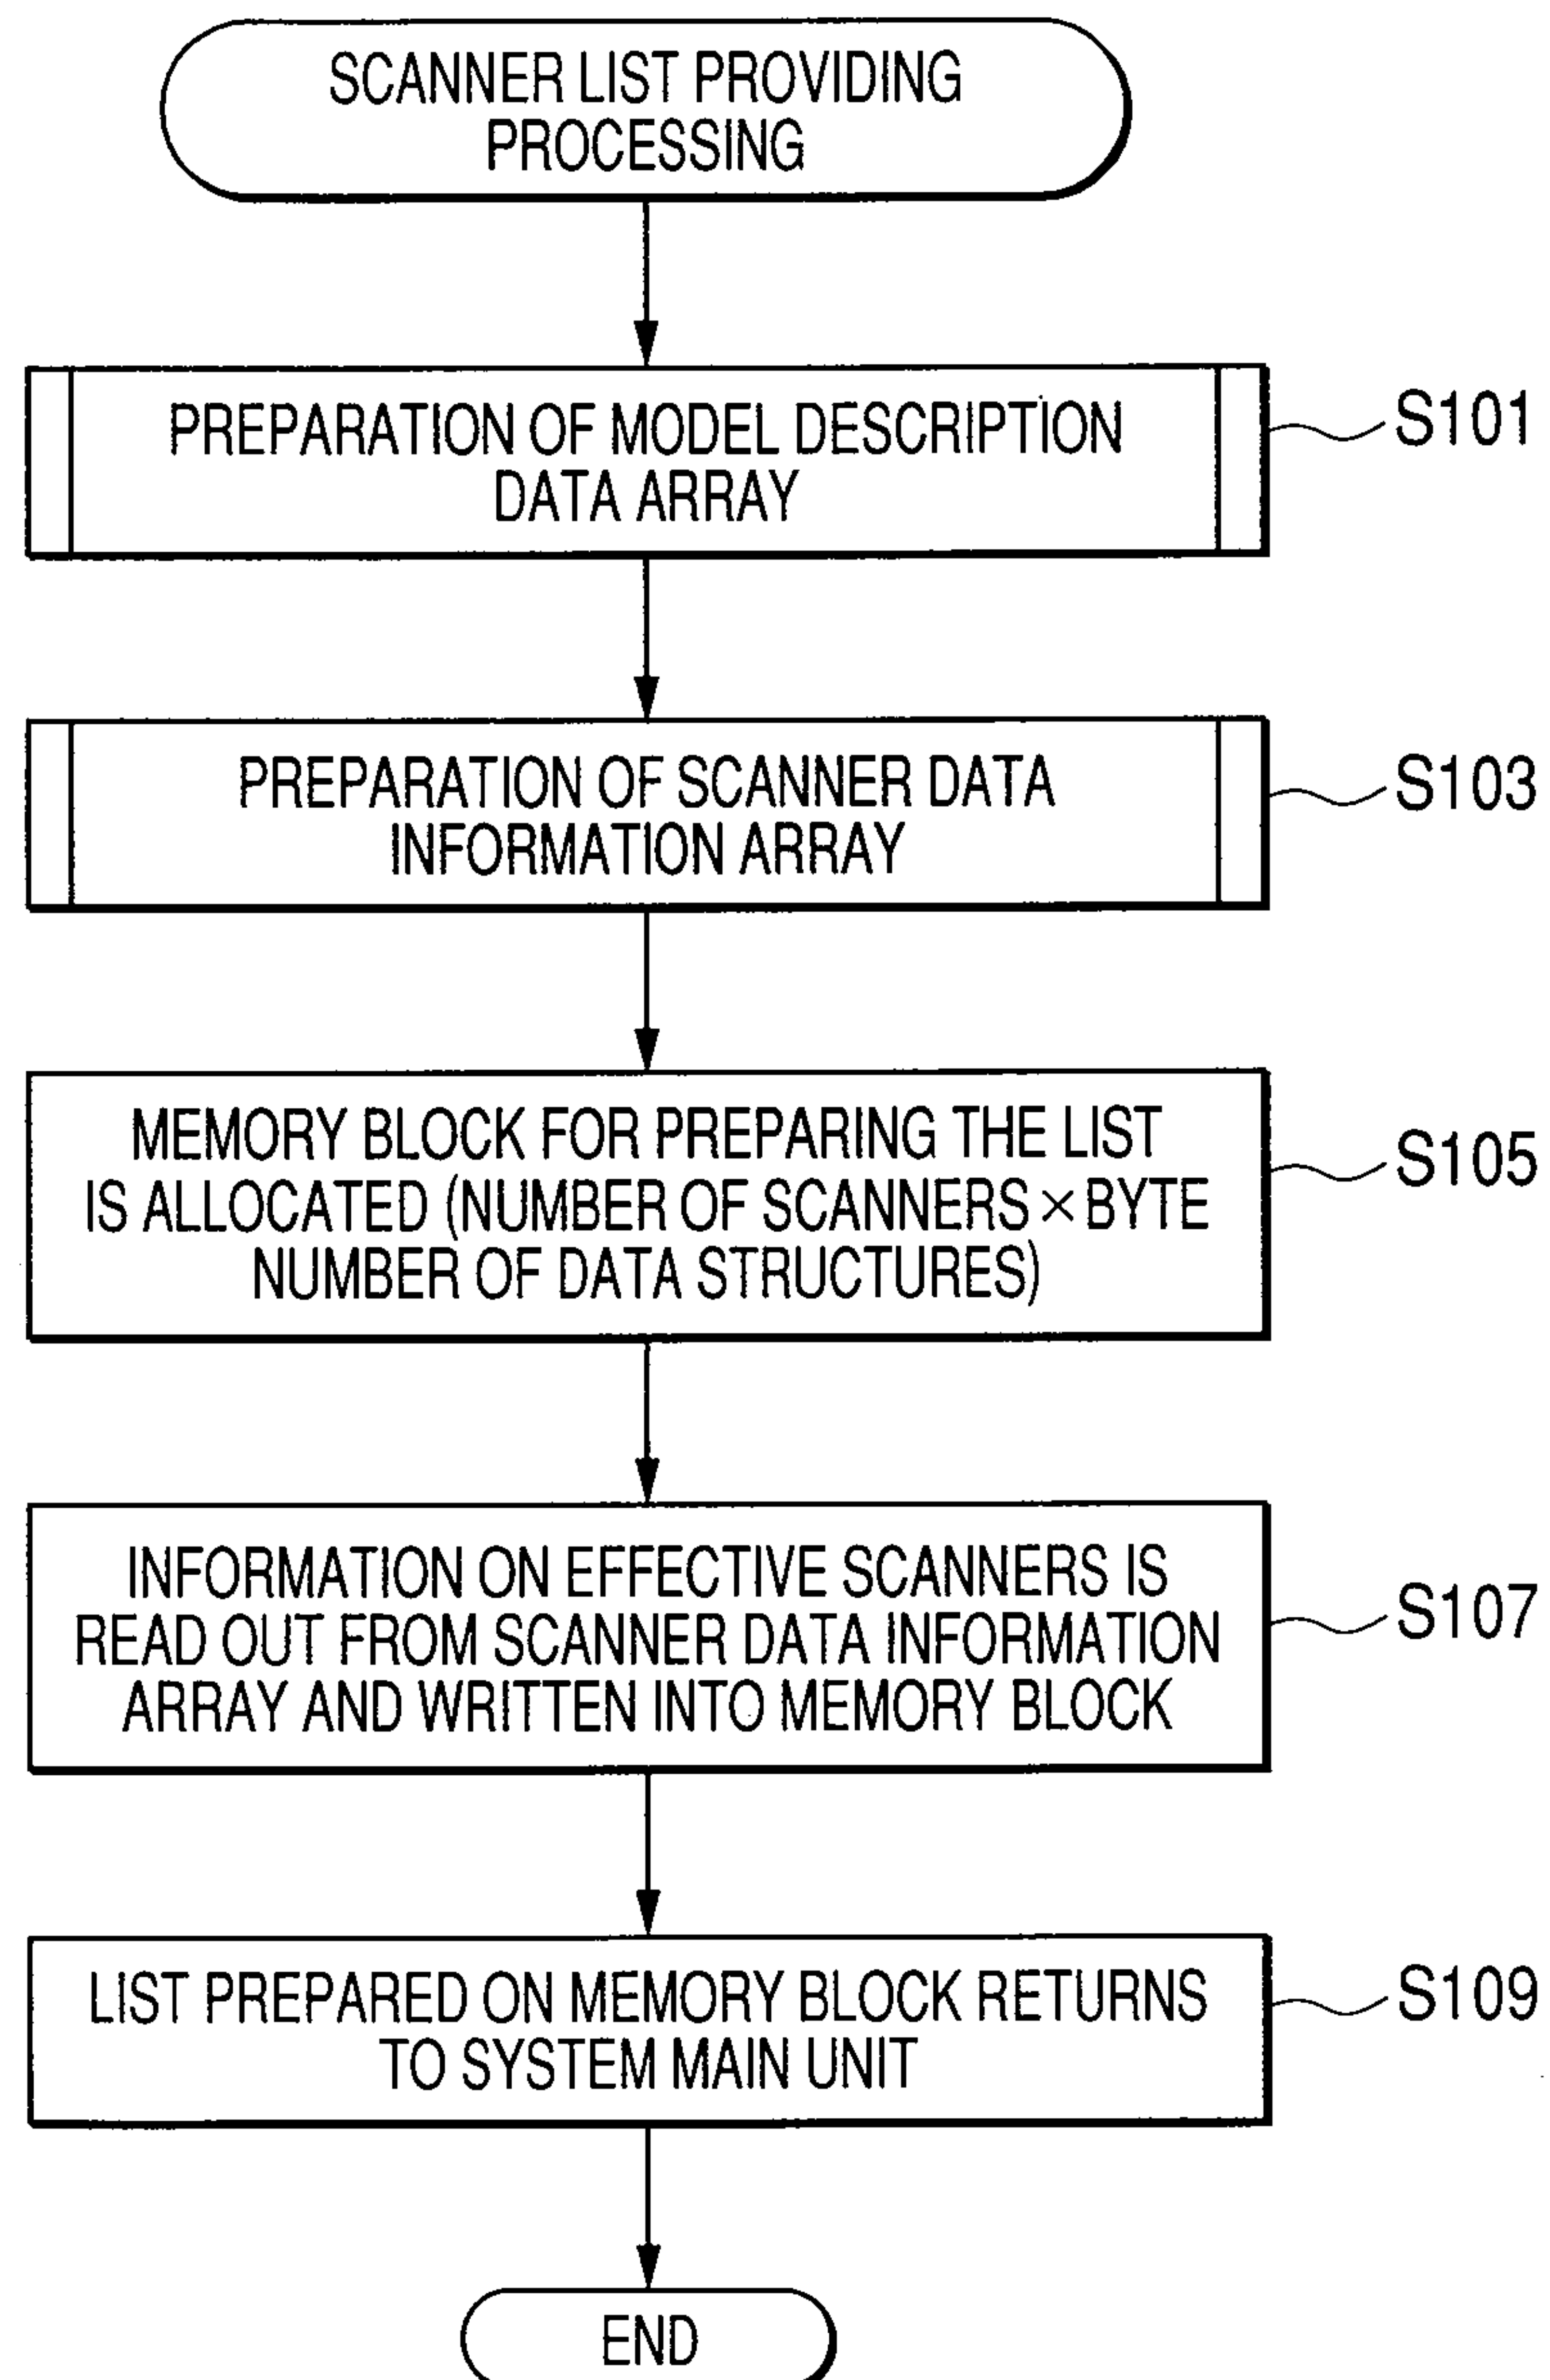 SCANNER LIST PROVIDING
PROCESSING
PREPARATION OF MODEL DESCRIPTION
DATA ARRAY
S101
PREPARATION OF SCANNER DATA
INFORMATION ARRAY
S103
MEMORY BLOCK FOR PREPARING THE LIST
IS ALLOCATED (NUMBER OF SCANNERS × BYTE
NUMBER OF DATA STRUCTURES)
S105
INFORMATION ON EFFECTIVE SCANNERS IS
READ OUT FROM SCANNER DATA INFORMATION
ARRAY AND WRITTEN INTO MEMORY BLOCK
S107
LIST PREPARED ON MEMORY BLOCK RETURNS
TO SYSTEM MAIN UNIT
S109
END